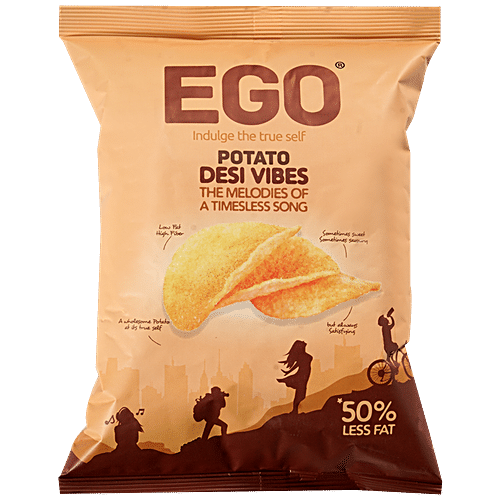 EGO®
Indulge the true self
POTATO
DESI VIBES
THE MELODIES OF
A TIMESLESS SONG
Low Fat
High Fiber
Sometimes sweet
Sometimes
A wholesome Potato
at its true self
but always
Satisfying
*50%
LESS FAT